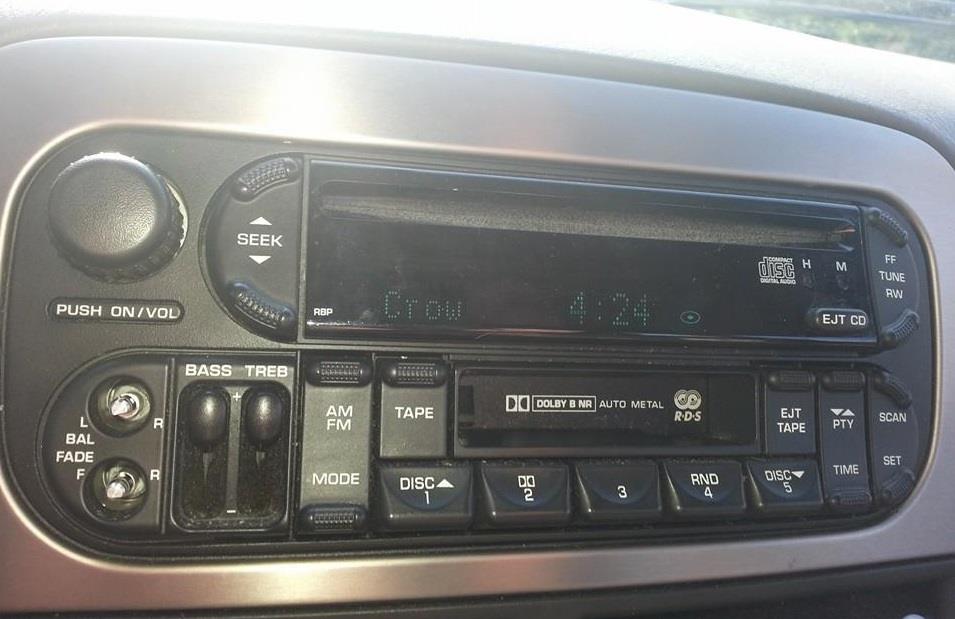 SEEK
PUSH ON/VOL
RBP
Crow 4:24
COMPACT
disc
DIGITAL AUDIO
H M
EJT CD
FF
TUNE
RW
BASS TREB
+
−
L R
BAL
FADE
F R
AM
FM
MODE
TAPE
DOLBY B NR AUTO METAL
R·D·S
EJT
TAPE
PTY
TIME
SCAN
SET
DISC
1
2
3
RND
4
DISC
5